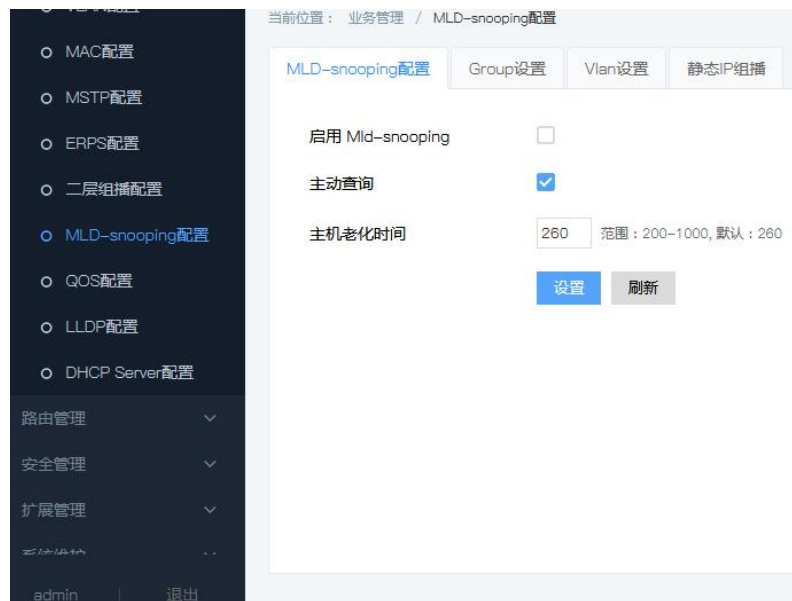 MAC配置
MSTP配置
ERPS配置
二层组播配置
MLD-snooping配置
QOS配置
LLDP配置
DHCP Server配置
路由管理
安全管理
扩展管理
系统维护
admin | 退出
当前位置： 业务管理 / MLD-snooping配置
MLD-snooping配置 Group设置 Vlan设置 静态IP组播
启用 Mld-snooping
主动查询
主机老化时间 260 范围：200-1000, 默认：260
设置 刷新